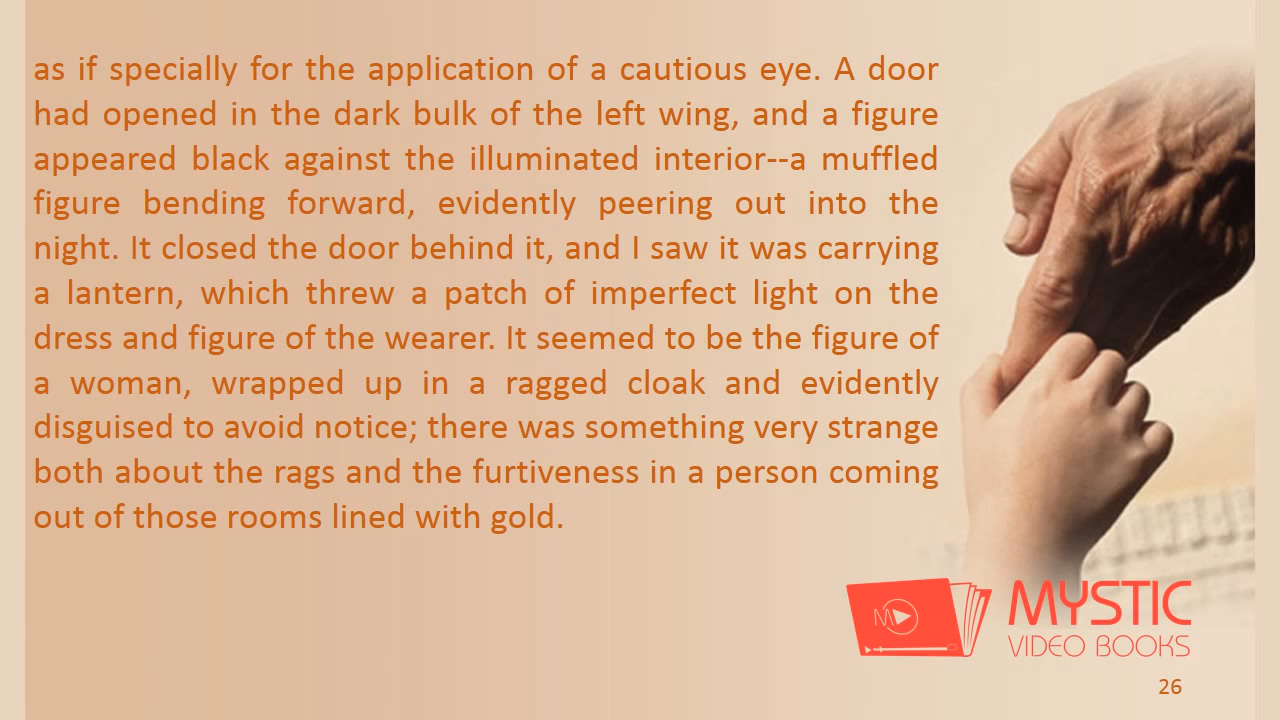 as if specially for the application of a cautious eye. A door
had opened in the dark bulk of the left wing, and a figure
appeared black against the illuminated interior--a muffled
figure bending forward, evidently peering out into the
night. It closed the door behind it, and I saw it was carrying
a lantern, which threw a patch of imperfect light on the
dress and figure of the wearer. It seemed to be the figure of
a woman, wrapped up in a ragged cloak and evidently
disguised to avoid notice; there was something very strange
both about the rags and the furtiveness in a person coming
out of those rooms lined with gold.
MYSTIC
VIDEO BOOKS
26